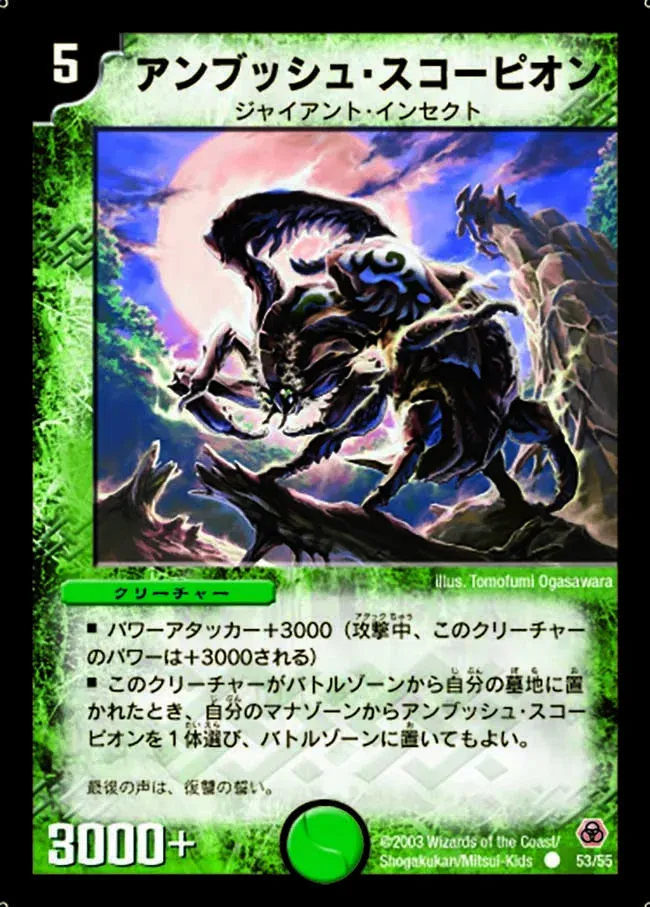 5
アンブッシュ・スコーピオン
ジャイアント・インセクト
illus. Tomofumi Ogasawara
クリーチャー
■ パワーアタッカー+3000（攻撃中、このクリーチャー
のパワーは+3000される）
■ このクリーチャーがバトルゾーンから自分の墓地に置
かれたとき、自分のマナゾーンからアンブッシュ・スコー
ピオンを1体選び、バトルゾーンに置いてもよい。
最後の声は、復讐の誓い。
3000+
©2003 Wizards of the Coast/
Shogakukan/Mitsui-Kids
53/55